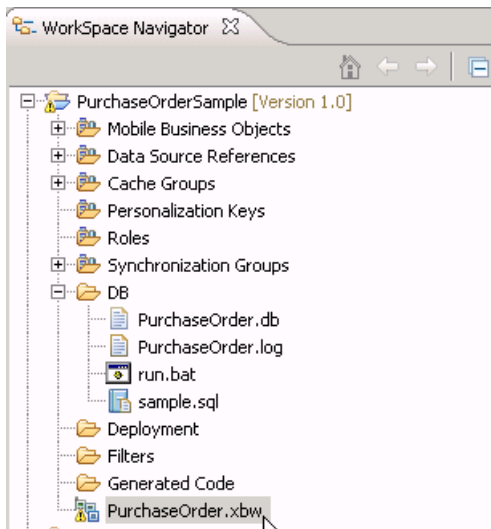 WorkSpace Navigator
PurchaseOrderSample [Version 1.0]
Mobile Business Objects
Data Source References
Cache Groups
Personalization Keys
Roles
Synchronization Groups
DB
PurchaseOrder.db
PurchaseOrder.log
run.bat
sample.sql
Deployment
Filters
Generated Code
PurchaseOrder.xbw